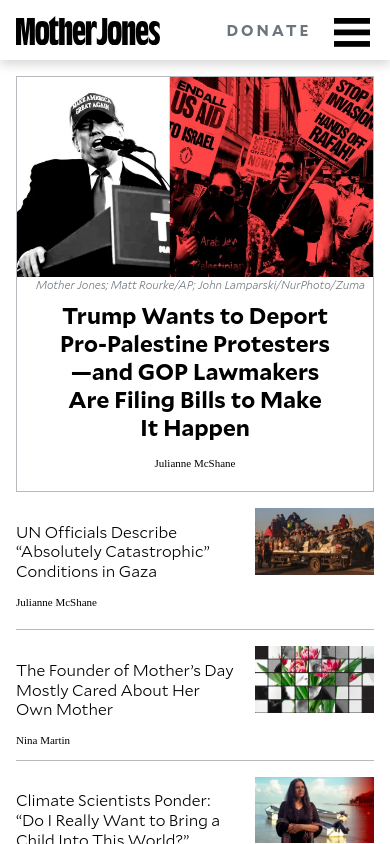 Mother Jones
DONATE
MAKE AMERICA
GREAT AGAIN
T
END ALL
US AID
TO ISRAEL
STOP
INVASION
HANDS OFF
RAFAH!
Arab Jew
Palestinian
Mother Jones; Matt Rourke/AP; John Lamparski/NurPhoto/Zuma
Trump Wants to Deport
Pro-Palestine Protesters
—and GOP Lawmakers
Are Filing Bills to Make
It Happen
Julianne McShane
UN Officials Describe
“Absolutely Catastrophic”
Conditions in Gaza
Julianne McShane
The Founder of Mother’s Day
Mostly Cared About Her
Own Mother
Nina Martin
Climate Scientists Ponder:
“Do I Really Want to Bring a
Child Into This World?”